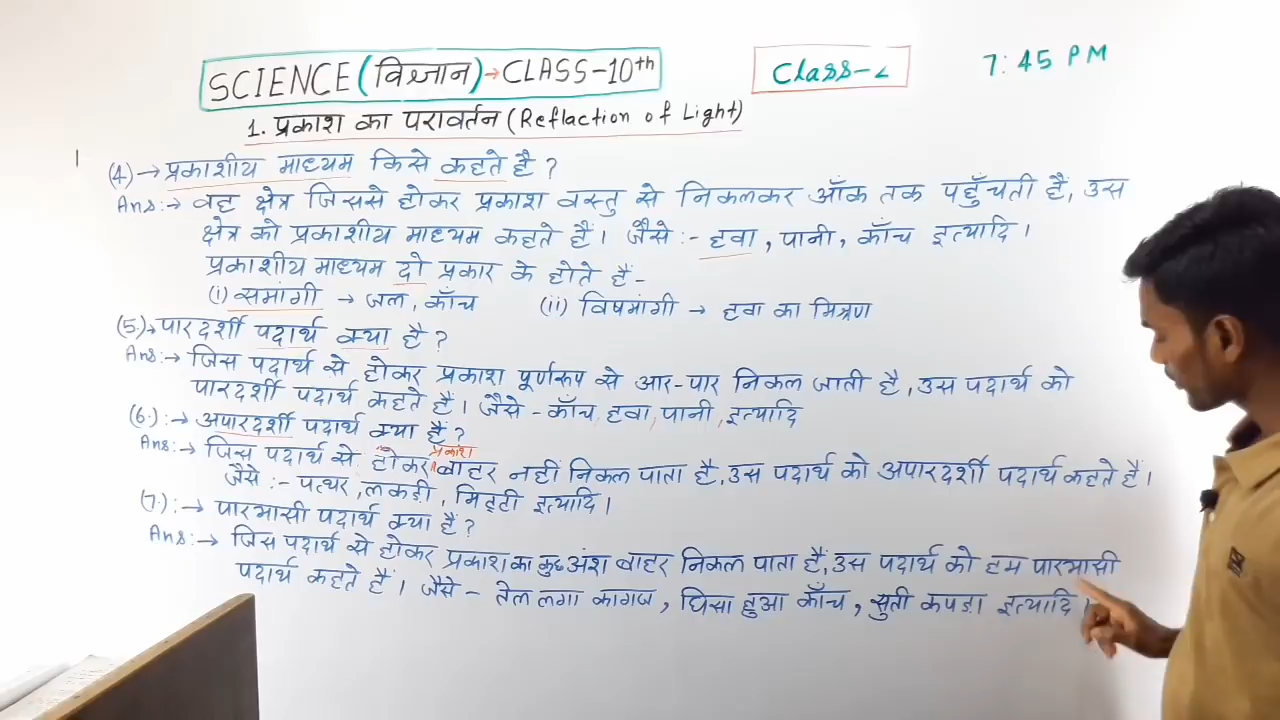 SCIENCE (विज्ञान)→CLASS-10th
Class-2
7:45 PM
1. प्रकाश का परावर्तन (Reflaction of Light)
(4)→ प्रकाशीय माध्यम किसे कहते है ?
Ans:→ वह क्षेत्र जिससे होकर प्रकाश वस्तु से निकलकर आँक तक पहुँचती है, उस
क्षेत्र को प्रकाशीय माध्यम कहते हैं। जैसे:- हवा, पानी, काँच इत्यादि।
प्रकाशीय माध्यम दो प्रकार के होते हैं-
(i) समांगी → जल, काँच (ii) विषमांगी → हवा का मिश्रण
(5.)→ पारदर्शी पदार्थ क्या है ?
Ans:→ जिस पदार्थ से होकर प्रकाश पूर्णरूप से आर-पार निकल जाती है, उस पदार्थ को
पारदर्शी पदार्थ कहते हैं। जैसे- काँच, हवा, पानी, इत्यादि
(6.):→ अपारदर्शी पदार्थ क्या है ?
Ans:→ जिस पदार्थ से होकर प्रकाश बाहर नहीं निकल पाता है, उस पदार्थ को अपारदर्शी पदार्थ कहते हैं।
जैसे:- पत्थर, लकड़ी, मिट्टी इत्यादि।
(7.):→ पारभासी पदार्थ क्या है ?
Ans:→ जिस पदार्थ से होकर प्रकाश का कुछ अंश बाहर निकल पाता है, उस पदार्थ को हम पारभासी
पदार्थ कहते हैं। जैसे- तेल लगा कागज, घिसा हुआ काँच, सुती कपड़ा इत्यादि।